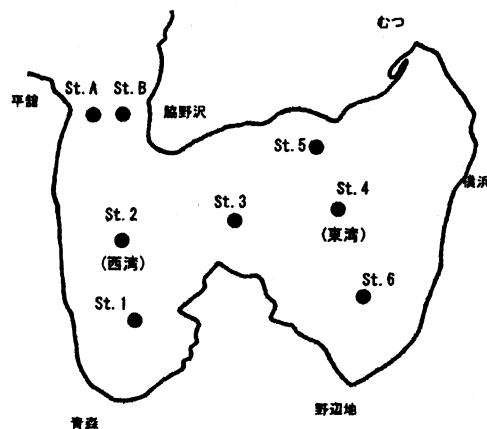 むつ
St.A
St.B
平舘
脇野沢
St.5
横浜
St.4
St.3
St.2
(東湾)
(西湾)
St.6
St.1
野辺地
青森